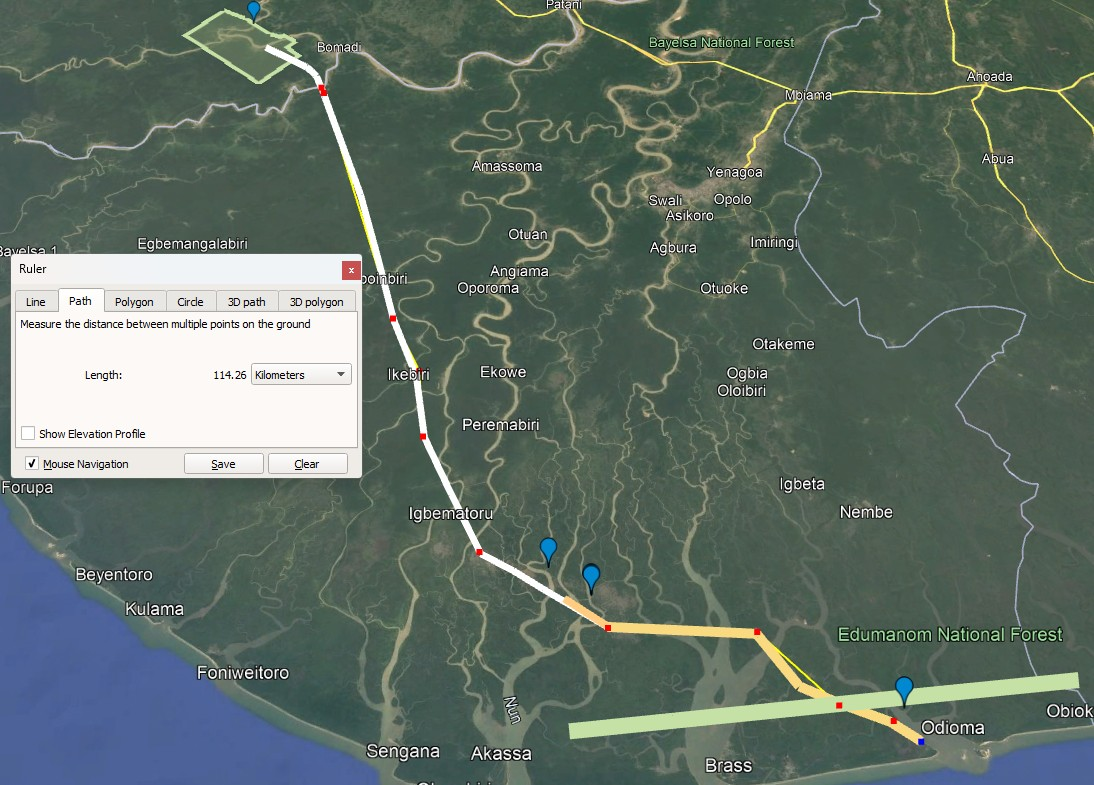 Patani
Bayelsa National Forest
Bomadi
Ahoada
Mbiama
Abua
Amassoma
Yenagoa
Swali
Opolo
Asikoro
Otuan
Imiringi
Egbemangalabiri
Agbura
Bayelsa 1
Angiama
Oporoma
Otuoke
Ruler
x
Line
Path
Polygon
Circle
3D path
3D polygon
Measure the distance between multiple points on the ground
Length:
114.26
Kilometers
Show Elevation Profile
Mouse Navigation
Save
Clear
Otakeme
Ikebiri
Ekowe
Ogbia
Oloibiri
Peremabiri
Forupa
Igbeta
Igbematoru
Nembe
Beyentoro
Kulama
Edumanom National Forest
Foniweitoro
Nun
Obiok
Odioma
Sengana
Akassa
Brass